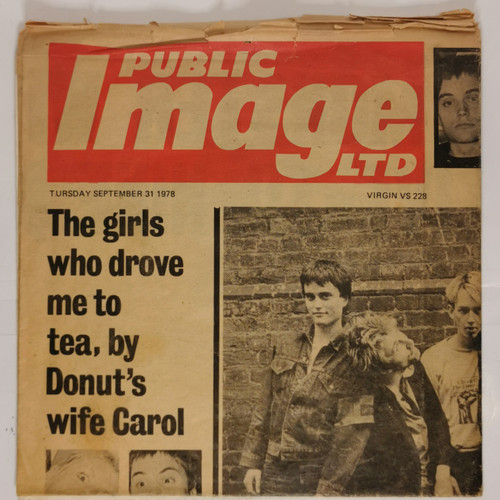 PUBLIC
Image
LTD
TURSDAY SEPTEMBER 31 1978
VIRGIN VS 228
The girls
who drove
me to
tea, by
Donut's
wife Carol